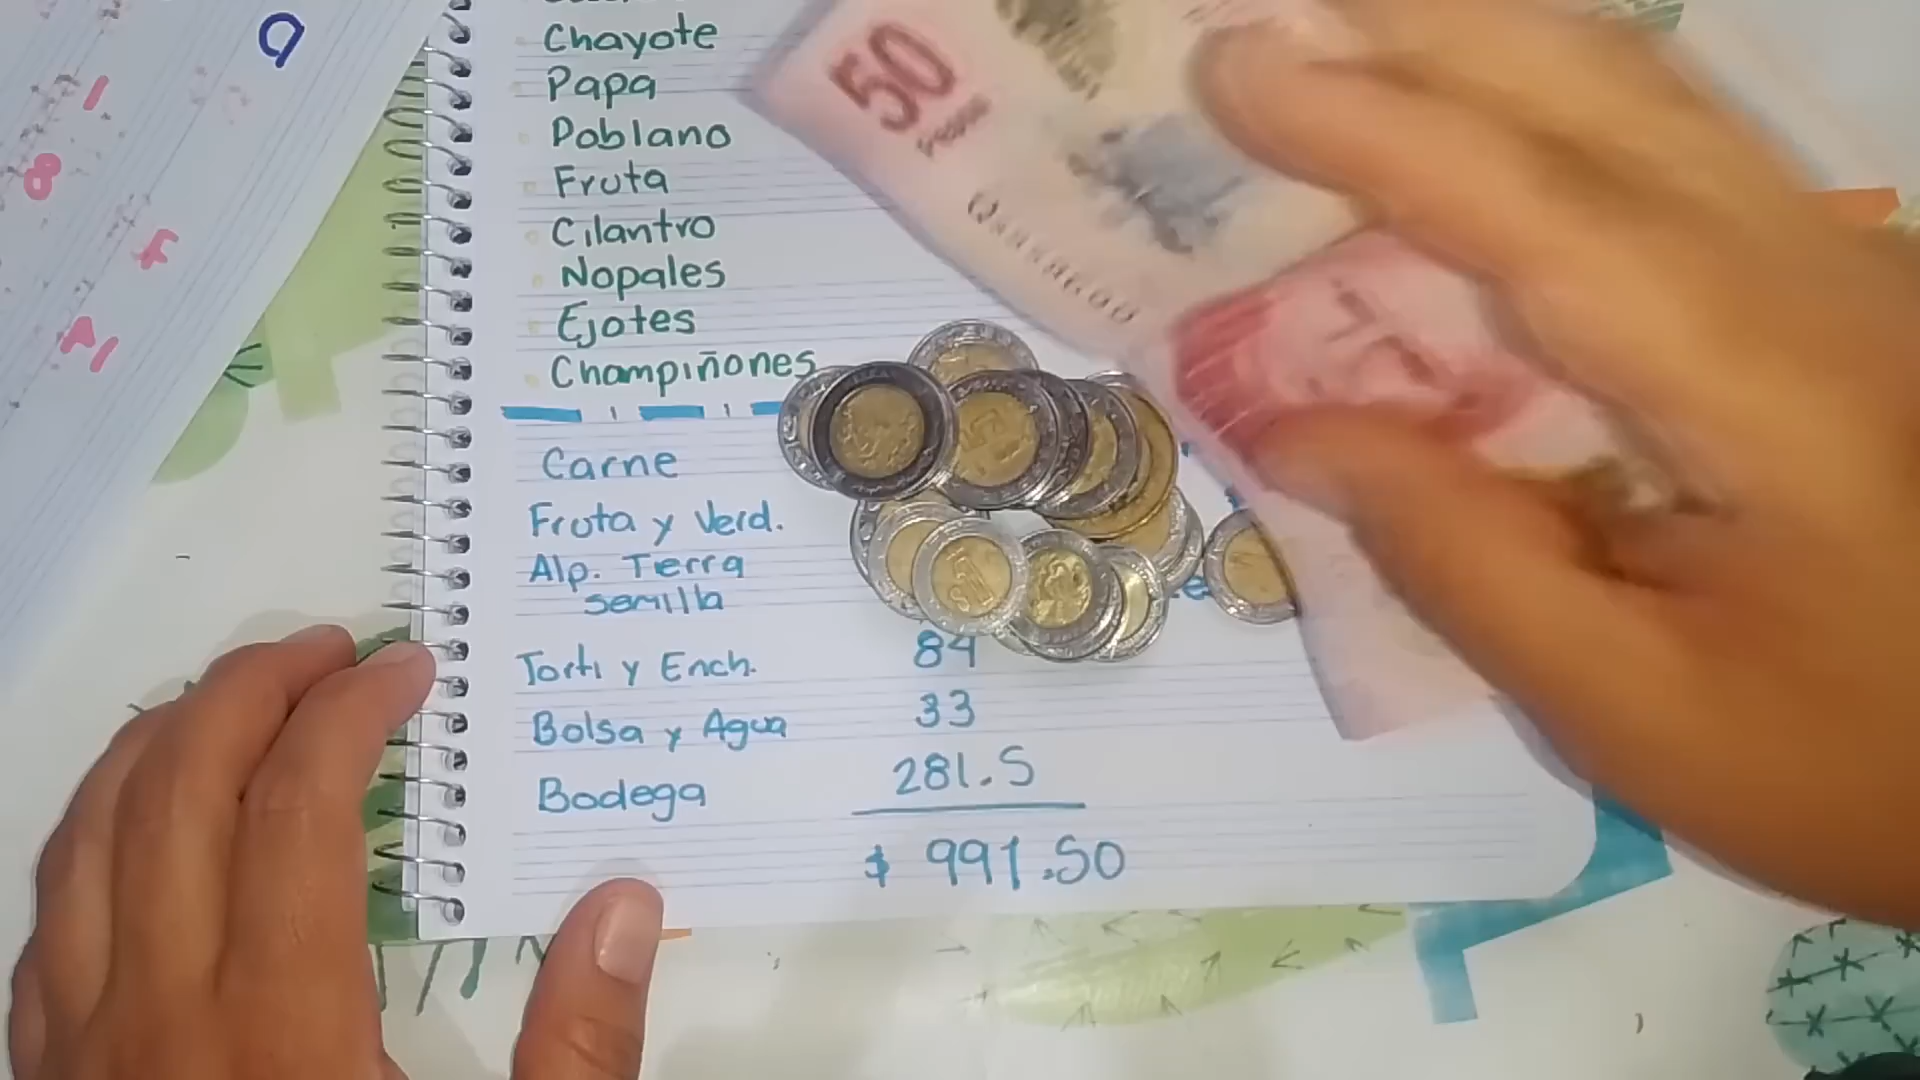 Chayote
Papa
Poblano
Fruta
Cilantro
Nopales
Ejotes
Champiñones
Carne
Fruta y Verd.
Alp. Tierra
semilla
Torti y Ench. 84
Bolsa y Agua 33
Bodega 281.5
$ 991.50
50